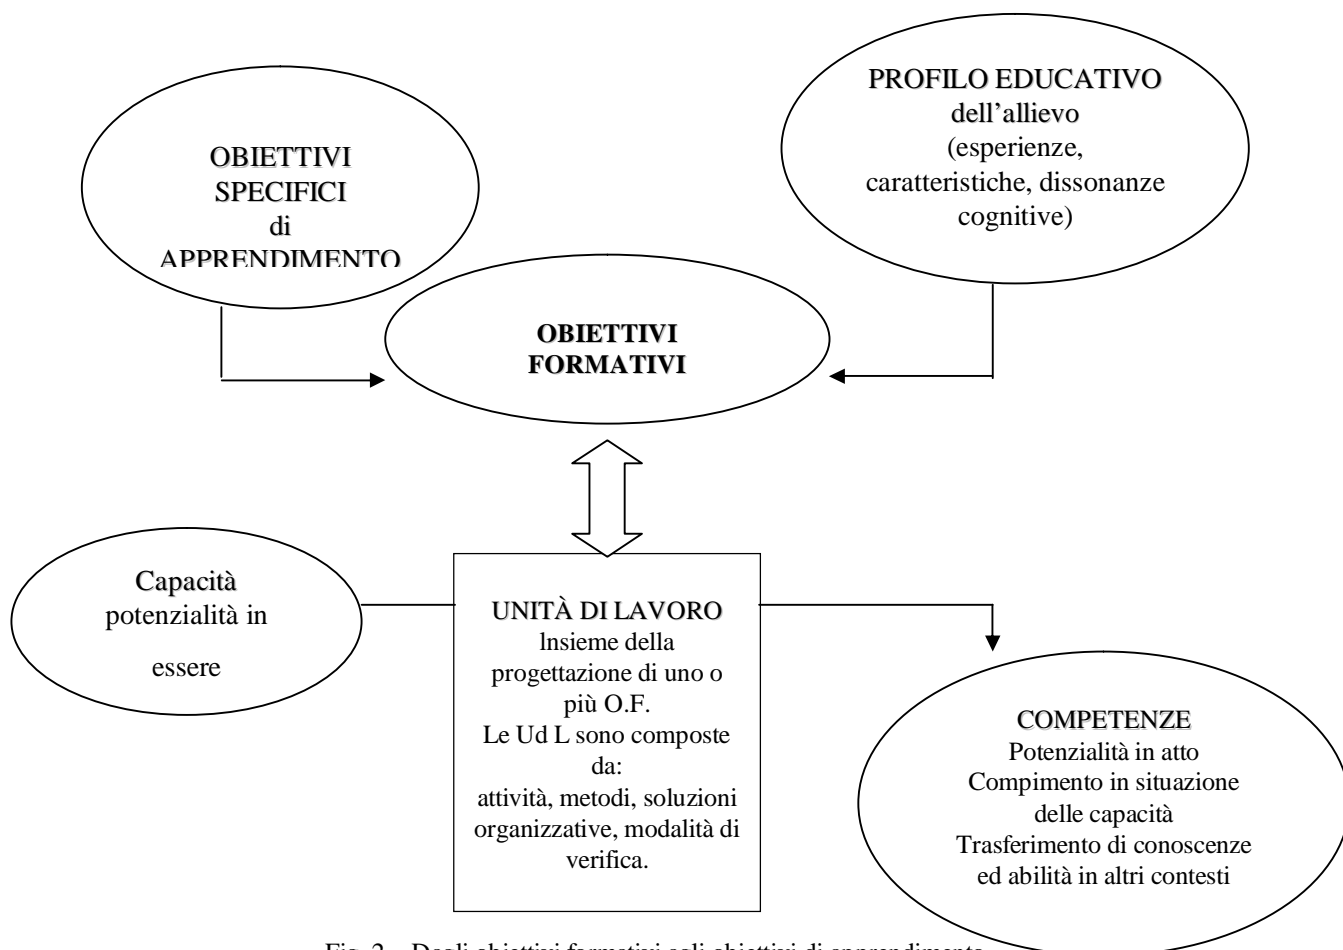 OBIETTIVI
SPECIFICI
di
APPRENDIMENTO
PROFILO EDUCATIVO
dell’allievo
(esperienze,
caratteristiche, dissonanze
cognitive)
OBIETTIVI
FORMATIVI
Capacità
potenzialità in
essere
UNITÀ DI LAVORO
lnsieme della
progettazione di uno o
più O.F.
Le Ud L sono composte
da:
attività, metodi, soluzioni
organizzative, modalità di
verifica.
COMPETENZE
Potenzialità in atto
Compimento in situazione
delle capacità
Trasferimento di conoscenze
ed abilità in altri contesti
Fig. 2 – Dagli obiettivi formativi agli obiettivi di apprendimento